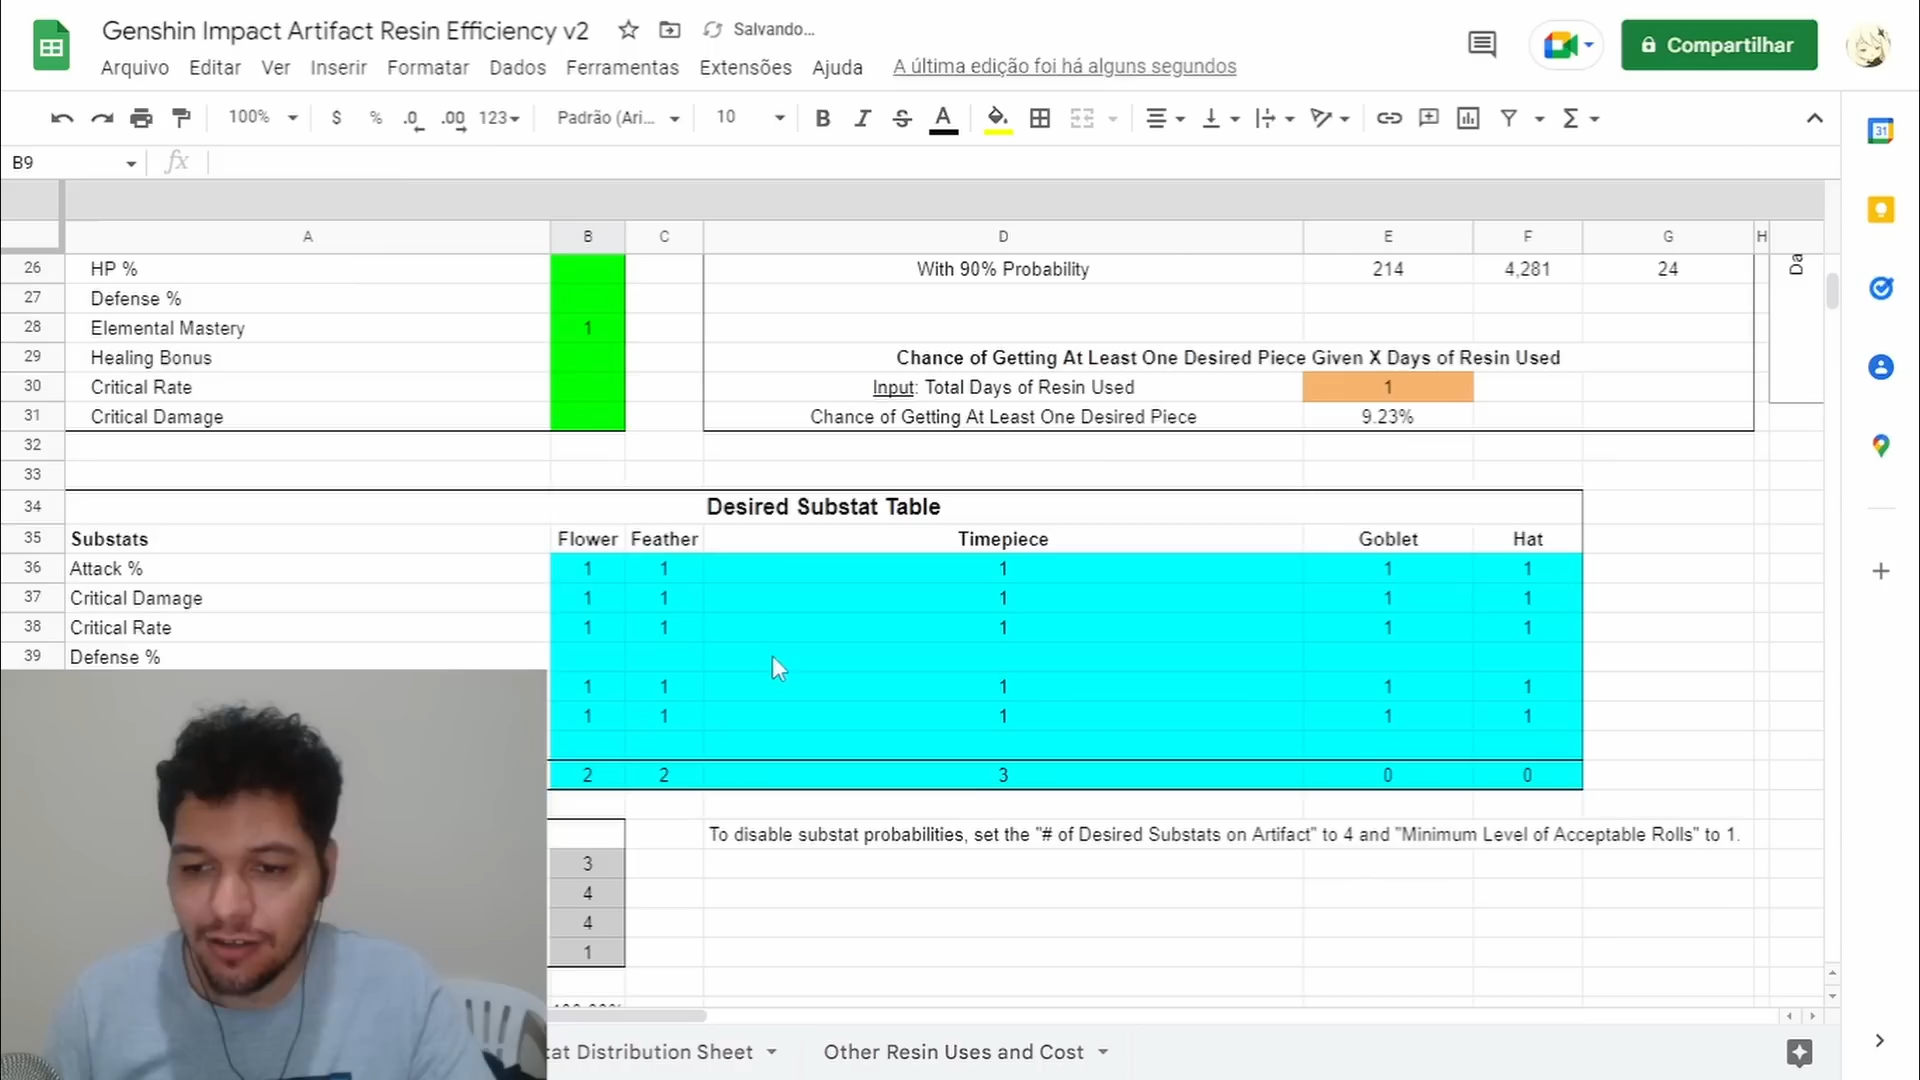 Genshin Impact Artifact Resin Efficiency v2 Salvando...
Compartilhar
Arquivo Editar Ver Inserir Formatar Dados Ferramentas Extensões Ajuda A última edição foi há alguns segundos
100% $ % .0 .00 123 Padrão (Ari... 10 B I S A Σ
31
B9 fx
A B C D E F G H
26 HP % With 90% Probability 214 4,281 24 Da
27 Defense %
28 Elemental Mastery 1
29 Healing Bonus Chance of Getting At Least One Desired Piece Given X Days of Resin Used
30 Critical Rate Input: Total Days of Resin Used 1
31 Critical Damage Chance of Getting At Least One Desired Piece 9.23%
32
33
34 Desired Substat Table
35 Substats Flower Feather Timepiece Goblet Hat
36 Attack % 1 1 1 1 1
37 Critical Damage 1 1 1 1 1
38 Critical Rate 1 1 1 1 1
39 Defense %
1 1 1 1 1
1 1 1 1 1
2 2 3 0 0
To disable substat probabilities, set the "# of Desired Substats on Artifact" to 4 and "Minimum Level of Acceptable Rolls" to 1.
3
4
4
1
tat Distribution Sheet Other Resin Uses and Cost